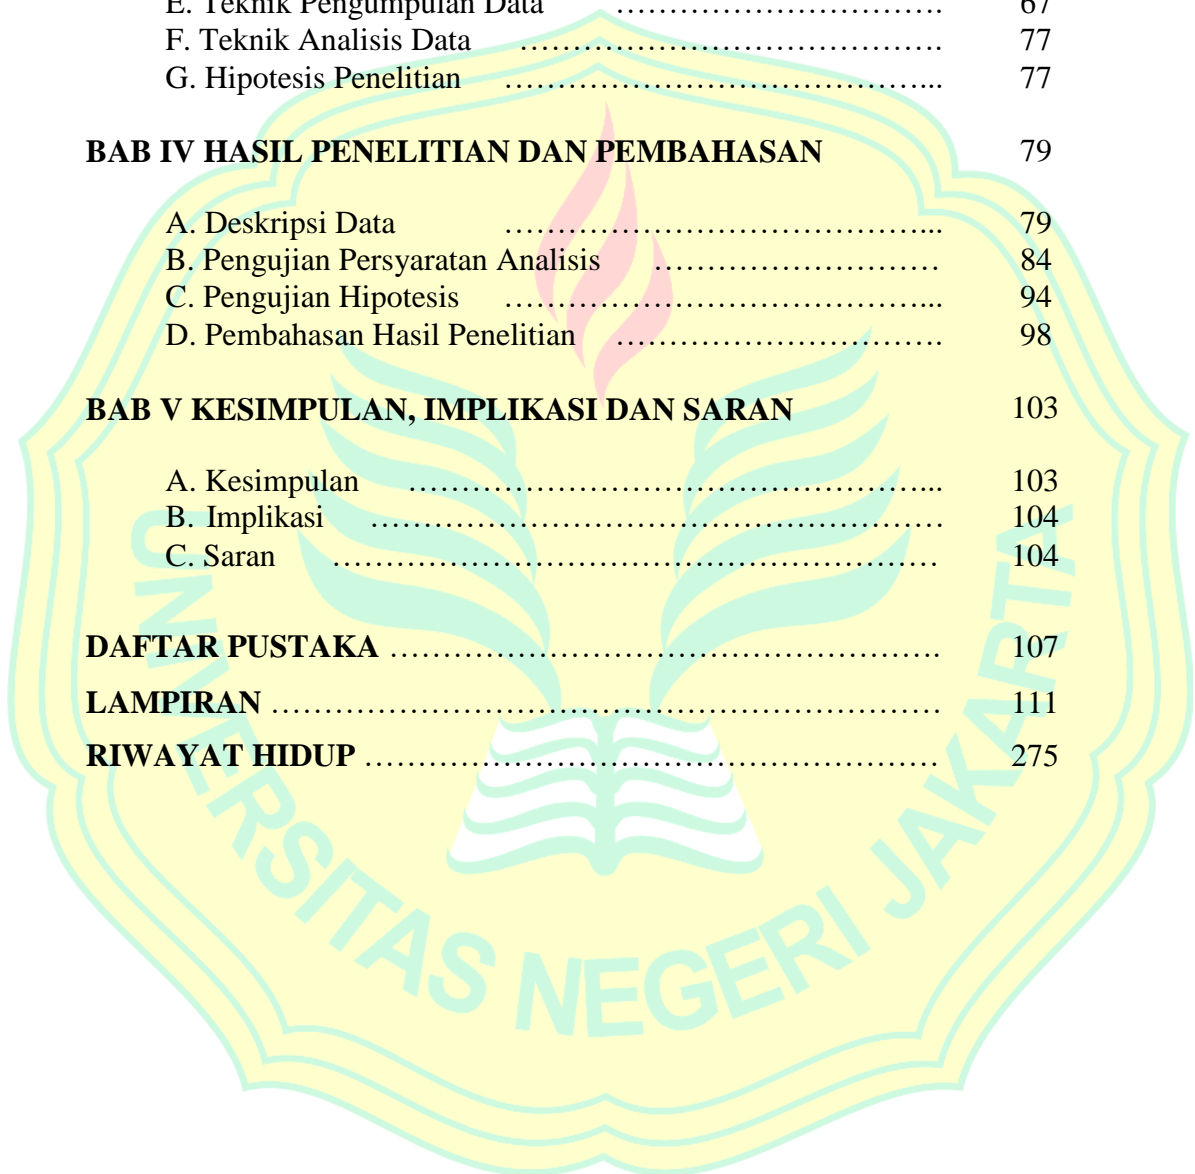 E. Teknik Pengumpulan Data …………………………. 67
F. Teknik Analisis Data …………………………………. 77
G. Hipotesis Penelitian …………………………………... 77
BAB IV HASIL PENELITIAN DAN PEMBAHASAN 79
A. Deskripsi Data …………………………………... 79
B. Pengujian Persyaratan Analisis ……………………… 84
C. Pengujian Hipotesis …………………………………... 94
D. Pembahasan Hasil Penelitian …………………………. 98
BAB V KESIMPULAN, IMPLIKASI DAN SARAN 103
A. Kesimpulan …………………………………………... 103
B. Implikasi ……………………………………………… 104
C. Saran ………………………………………………… 104
DAFTAR PUSTAKA ……………………………………………. 107
LAMPIRAN ……………………………………………………… 111
RIWAYAT HIDUP ……………………………………………… 275
UNIVERSITAS NEGERI JAKARTA